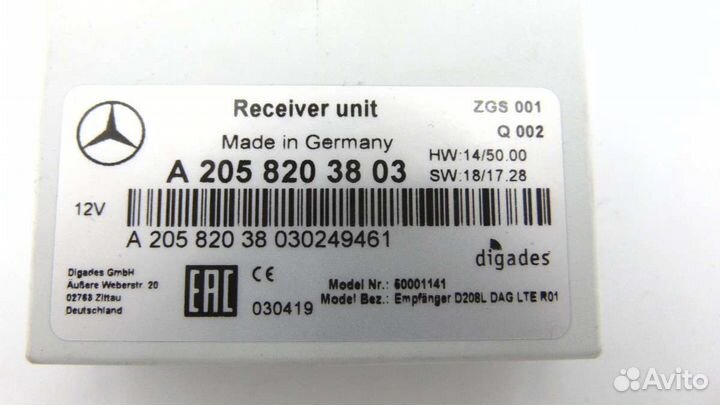 Receiver unit
ZGS 001
Made in Germany
Q 002
A 205 820 38 03
HW:14/50.00
SW:18/17.28
12V
A 205 820 38 030249461
digades
Digades GmbH
Äußere Weberstr. 20
02763 Zittau
Deutschland
EAC
CE
030419
Model Nr.: 60001141
Model Bez.: Empfänger D208L DAG LTE R01
Avito